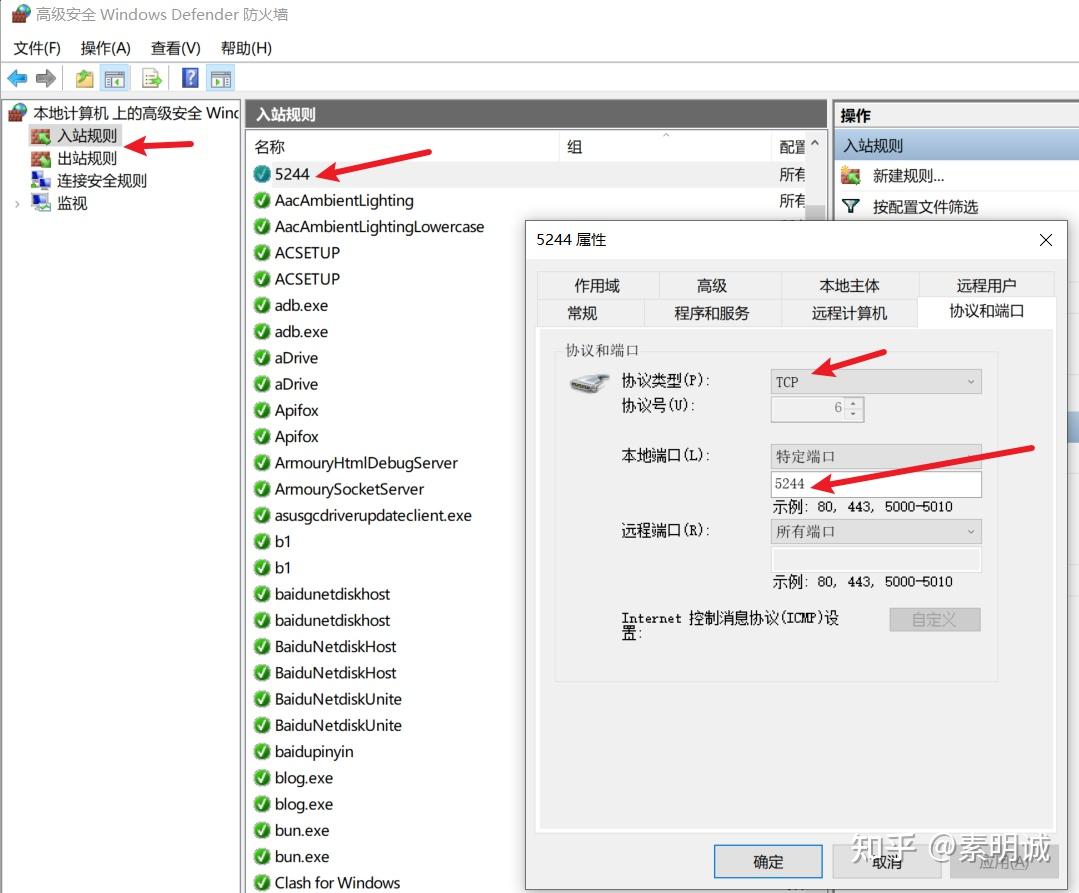 高级安全 Windows Defender 防火墙
文件(F) 操作(A) 查看(V) 帮助(H)
本地计算机 上的高级安全 Wind
入站规则
出站规则
连接安全规则
监视
入站规则
名称 组 配置
5244 所有
AacAmbientLighting 所有
AacAmbientLightingLowercase
ACSETUP
ACSETUP
adb.exe
adb.exe
aDrive
aDrive
Apifox
Apifox
ArmouryHtmlDebugServer
ArmourySocketServer
asusgcdriverupdateclient.exe
b1
b1
baidunetdiskhost
baidunetdiskhost
BaiduNetdiskHost
BaiduNetdiskHost
BaiduNetdiskUnite
BaiduNetdiskUnite
baidupinyin
blog.exe
blog.exe
bun.exe
bun.exe
Clash for Windows
操作
入站规则
新建规则...
按配置文件筛选
5244 属性
作用域 高级 本地主体 远程用户
常规 程序和服务 远程计算机 协议和端口
协议和端口
协议类型(P): TCP
协议号(U): 6
本地端口(L): 特定端口
5244
示例: 80, 443, 5000-5010
远程端口(R): 所有端口
示例: 80, 443, 5000-5010
Internet 控制消息协议(ICMP)设
置: 自定义
确定 取消 应用(A)
知乎 @素明诚